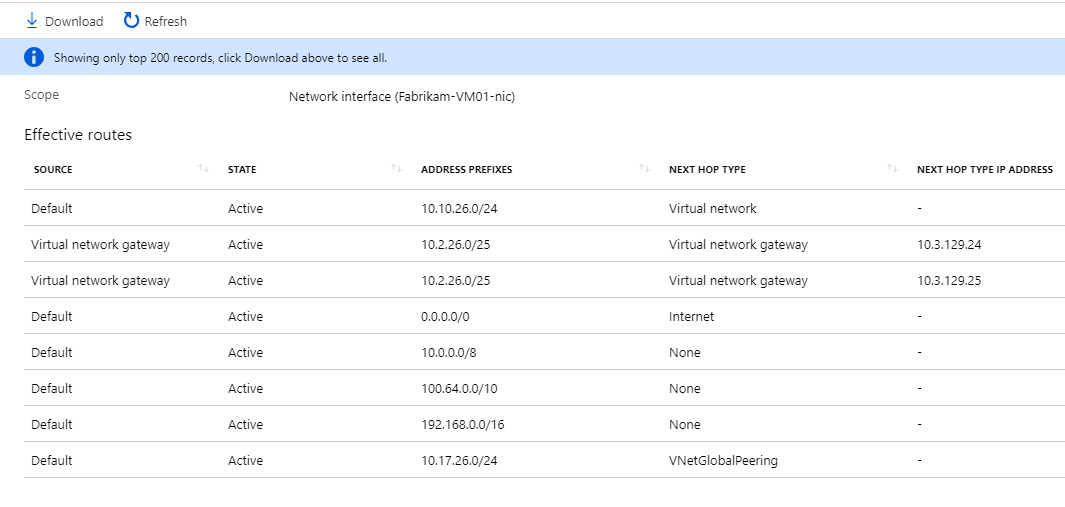 Download Refresh
Showing only top 200 records, click Download above to see all.
Scope Network interface (Fabrikam-VM01-nic)
Effective routes
SOURCE STATE ADDRESS PREFIXES NEXT HOP TYPE NEXT HOP TYPE IP ADDRESS
Default Active 10.10.26.0/24 Virtual network -
Virtual network gateway Active 10.2.26.0/25 Virtual network gateway 10.3.129.24
Virtual network gateway Active 10.2.26.0/25 Virtual network gateway 10.3.129.25
Default Active 0.0.0.0/0 Internet -
Default Active 10.0.0.0/8 None -
Default Active 100.64.0.0/10 None -
Default Active 192.168.0.0/16 None -
Default Active 10.17.26.0/24 VNetGlobalPeering -